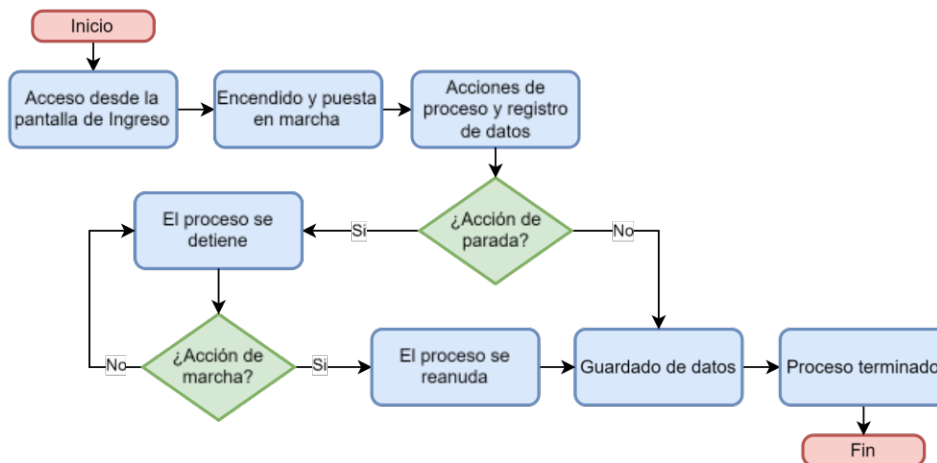 Inicio
Acceso desde la
pantalla de Ingreso
Encendido y puesta
en marcha
Acciones de
proceso y registro
de datos
¿Acción de
parada?
Si
No
El proceso se
detiene
¿Acción de
marcha?
No
Si
El proceso se
reanuda
Guardado de datos
Proceso terminado
Fin